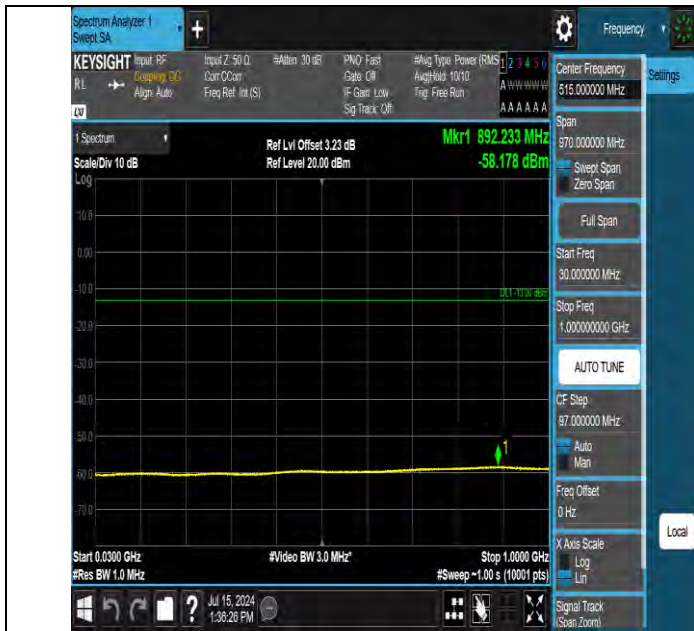 Spectrum Analyzer 1
Swept SA
Frequency
KEYSIGHT
Input: RF
Coupling: DC
Align: Auto
Input Z: 50 Ω
Corr CCorr
Freq Ref: Int (S)
#Atten: 30 dB
PNO: Fast
Gate: Off
IF Gain: Low
Sig Track: Off
#Avg Type: Power (RMS
Avg|Hold: 10/10
Trig: Free Run
1 2 3 4 5 6
A W W W W W
A A A A A A
RL
LXI
1 Spectrum
Scale/Div 10 dB
Ref Lvl Offset 3.23 dB
Ref Level 20.00 dBm
Mkr1 892.233 MHz
-58.178 dBm
Log
10.0
0.00
-10.0
DL1 -13.00 dBm
-20.0
-30.0
-40.0
-50.0
1
-60.0
-70.0
Start 0.0300 GHz
#Res BW 1.0 MHz
#Video BW 3.0 MHz*
Stop 1.0000 GHz
#Sweep ~1.00 s (10001 pts)
Center Frequency
515.000000 MHz
Settings
Span
970.000000 MHz
Swept Span
Zero Span
Full Span
Start Freq
30.000000 MHz
Stop Freq
1.000000000 GHz
AUTO TUNE
CF Step
97.000000 MHz
Auto
Man
Freq Offset
0 Hz
X Axis Scale
Log
Lin
Local
Signal Track
(Span Zoom)
?
Jul 15, 2024
1:36:26 PM